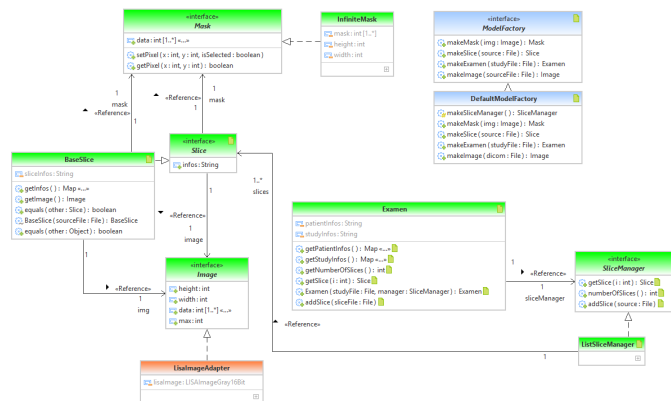 «interface»
Mask
data: int [1..*] «...»
setPixel (x: int, y: int, isSelected : boolean)
getPixel (x: int, y: int) : boolean
InfiniteMask
mask: int [1..*]
height: int
width: int
«interface»
ModelFactory
makeMask (img : Image) : Mask
makeSlice (source : File) : Slice
makeExamen (studyFile : File) : Examen
makeImage (sourceFile : File) : Image
DefaultModelFactory
makeSliceManager ( ) : SliceManager
makeMask (img : Image) : Mask
makeSlice (source : File) : Slice
makeExamen (studyFile : File) : Examen
makeImage (dicom : File) : Image
1
mask
«Reference»
1
1
mask
«Reference»
1
«interface»
Slice
infos: String
BaseSlice
sliceInfos : String
getInfos ( ) : Map «...»
getImage ( ) : Image
equals (other : Slice) : boolean
BaseSlice (sourceFile : File) : BaseSlice
equals (other : Object) : boolean
1
1
«Reference»
1
image
1..*
slices
Examen
patientInfos : String
studyInfos : String
getPatientInfos ( ) : Map «...»
getStudyInfos ( ) : Map «...»
getNumberOfSlices ( ) : int
getSlice (i : int) : Slice
Examen (studyFile : File, manager : SliceManager) : Examen
addSlice (sliceFile : File)
1
«Reference»
1
sliceManager
«interface»
SliceManager
getSlice (i : int) : Slice
numberOfSlices ( ) : int
addSlice (source : File)
«interface»
Image
height: int
width: int
data: int [1..*] «...»
max: int
«Reference»
1
img
«Reference»
1
ListSliceManager
LisaImageAdapter
lisaImage : LISAImageGray16Bit